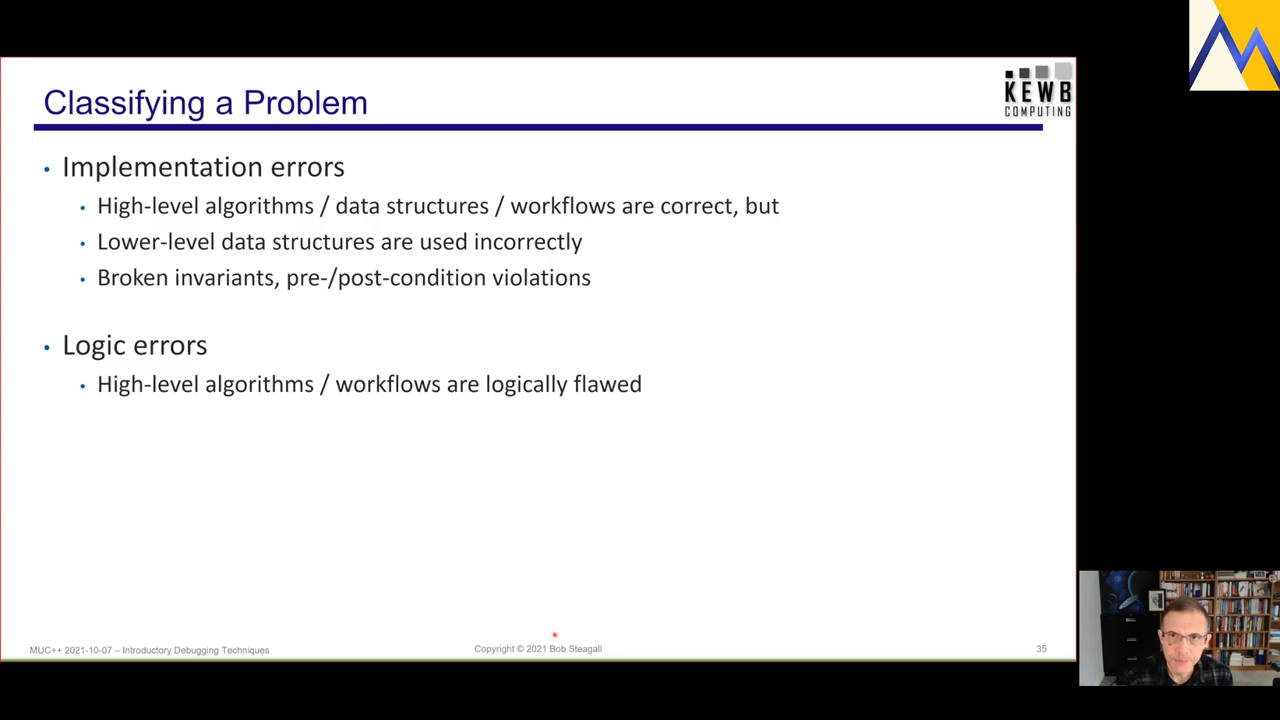 Classifying a Problem
KEWB
COMPUTING
• Implementation errors
• High-level algorithms / data structures / workflows are correct, but
• Lower-level data structures are used incorrectly
• Broken invariants, pre-/post-condition violations
• Logic errors
• High-level algorithms / workflows are logically flawed
MUC++ 2021-10-07 – Introductory Debugging Techniques
Copyright © 2021 Bob Steagall
35